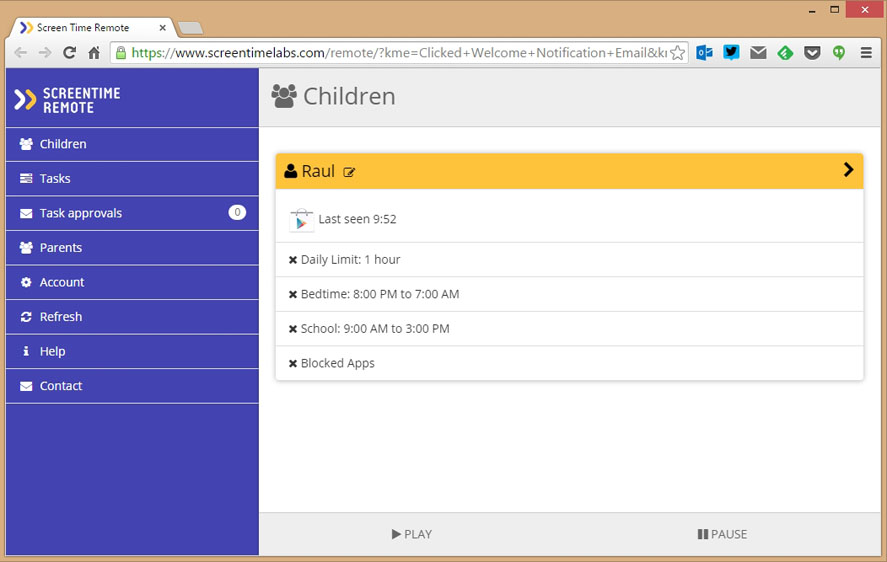 Screen Time Remote
https://www.screentimelabs.com/remote/?kme=Clicked+Welcome+Notification+Email&k
SCREENTIME
REMOTE
Children
Children
Tasks
Task approvals 0
Parents
Account
Refresh
Help
Contact
Raul
Last seen 9:52
Daily Limit: 1 hour
Bedtime: 8:00 PM to 7:00 AM
School: 9:00 AM to 3:00 PM
Blocked Apps
PLAY
PAUSE